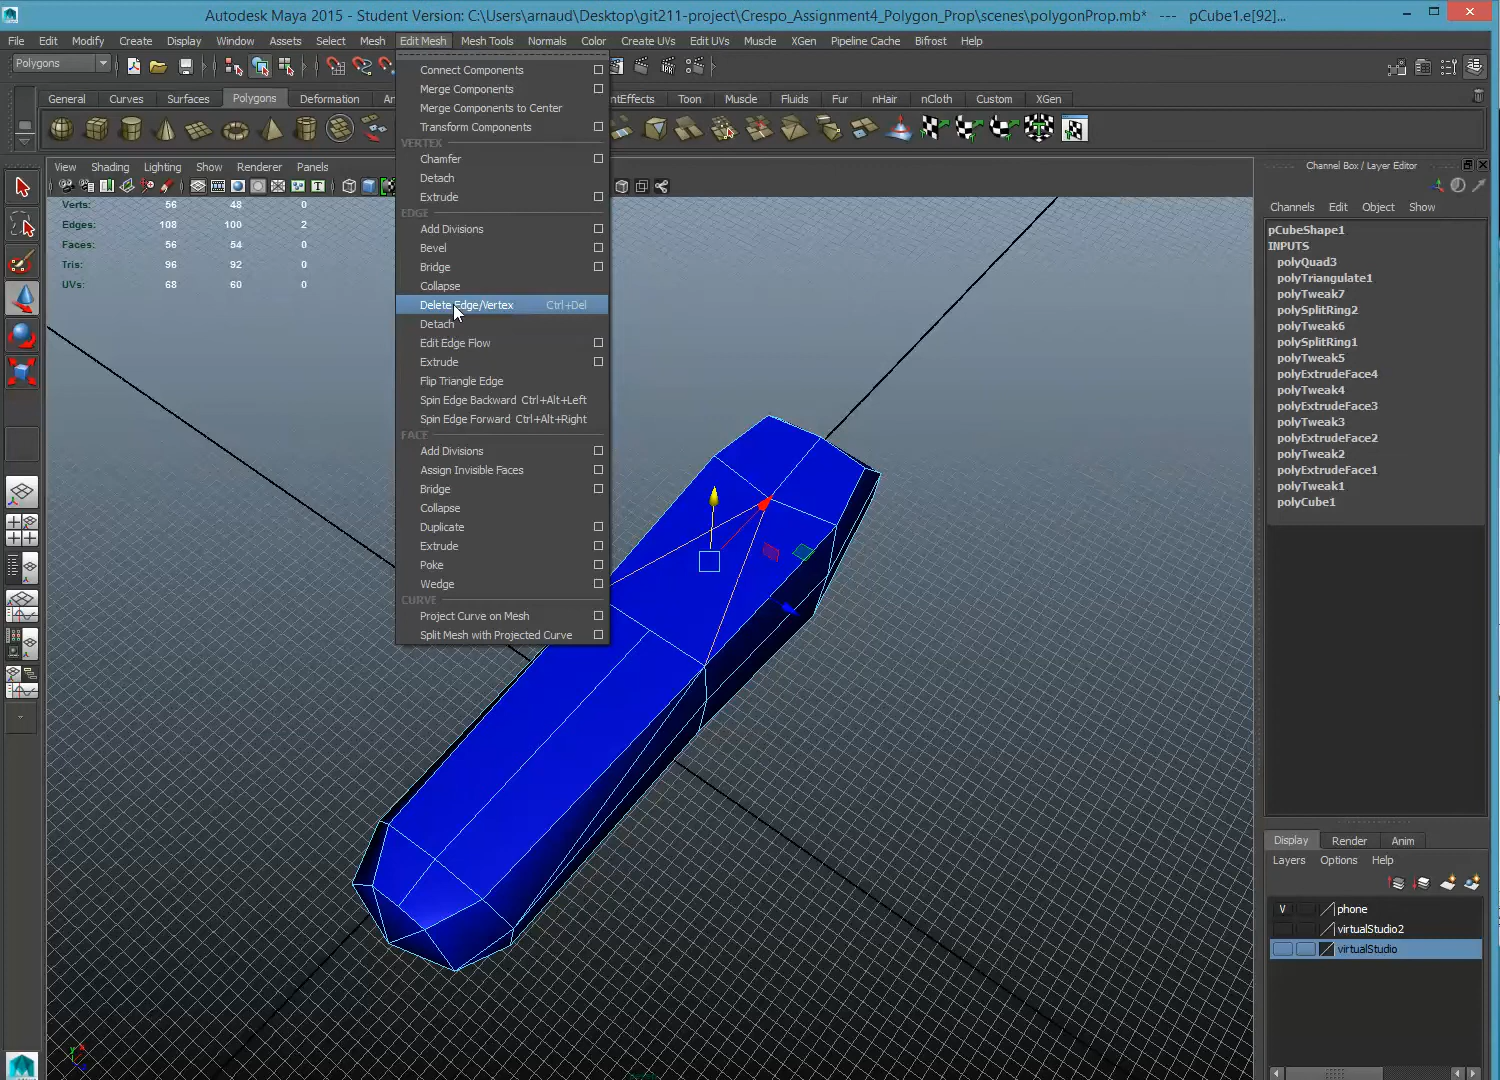 Autodesk Maya 2015 - Student Version: C:\Users\arnaud\Desktop\git211-project\Crespo_Assignment4_Polygon_Prop\scenes\polygonProp.mb* --- pCube1.e[92]...
File Edit Modify Create Display Window Assets Select Mesh Edit Mesh Mesh Tools Normals Color Create UVs Edit UVs Muscle XGen Pipeline Cache Bifrost Help
Polygons
General Curves Surfaces Polygons Deformation
ntEffects Toon Muscle Fluids Fur nHair nCloth Custom XGen
View Shading Lighting Show Renderer Panels
Verts: 56 48 0
Edges: 108 100 2
Faces: 56 54 0
Tris: 96 92 0
UVs: 68 60 0
Connect Components
Merge Components
Merge Components to Center
Transform Components
VERTEX
Chamfer
Detach
Extrude
EDGE
Add Divisions
Bevel
Bridge
Collapse
Delete Edge/Vertex Ctrl+Del
Detach
Edit Edge Flow
Extrude
Flip Triangle Edge
Spin Edge Backward Ctrl+Alt+Left
Spin Edge Forward Ctrl+Alt+Right
FACE
Add Divisions
Assign Invisible Faces
Bridge
Collapse
Duplicate
Extrude
Poke
Wedge
CURVE
Project Curve on Mesh
Split Mesh with Projected Curve
Channel Box / Layer Editor
Channels Edit Object Show
pCubeShape1
INPUTS
polyQuad3
polyTriangulate1
polyTweak7
polySplitRing2
polyTweak6
polySplitRing1
polyTweak5
polyExtrudeFace4
polyTweak4
polyExtrudeFace3
polyTweak3
polyExtrudeFace2
polyTweak2
polyExtrudeFace1
polyTweak1
polyCube1
Display Render Anim
Layers Options Help
V phone
virtualStudio2
virtualStudio